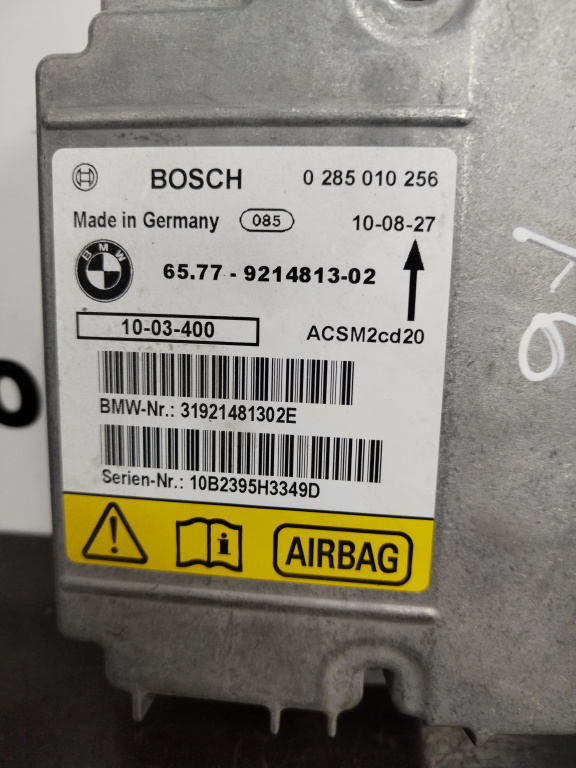 BOSCH 0 285 010 256
Made in Germany 085 10-08-27
BMW 65.77 - 9214813-02
10-03-400 ACSM2cd20
BMW-Nr.: 31921481302E
Serien-Nr.: 10B2395H3349D
AIRBAG